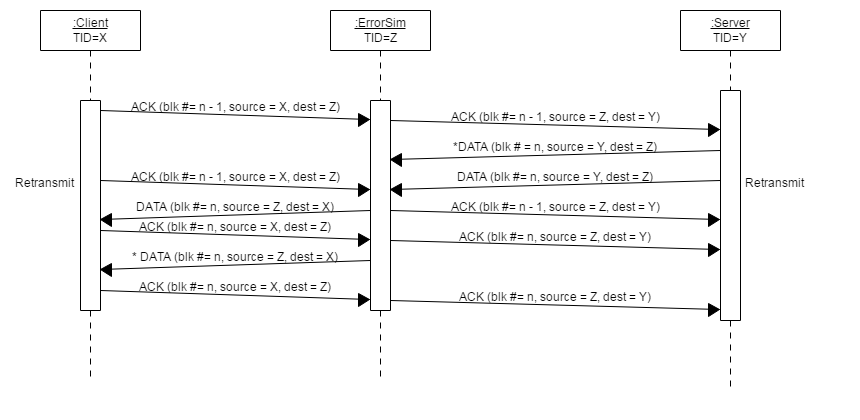 :Client
TID=X
:ErrorSim
TID=Z
:Server
TID=Y
ACK (blk #= n - 1, source = X, dest = Z)
ACK (blk #= n - 1, source = Z, dest = Y)
*DATA (blk # = n, source = Y, dest = Z)
Retransmit
ACK (blk #= n - 1, source = X, dest = Z)
DATA (blk #= n, source = Y, dest = Z)
Retransmit
DATA (blk #= n, source = Z, dest = X)
ACK (blk #= n - 1, source = Z, dest = Y)
ACK (blk #= n, source = X, dest = Z)
ACK (blk #= n, source = Z, dest = Y)
* DATA (blk #= n, source = Z, dest = X)
ACK (blk #= n, source = X, dest = Z)
ACK (blk #= n, source = Z, dest = Y)